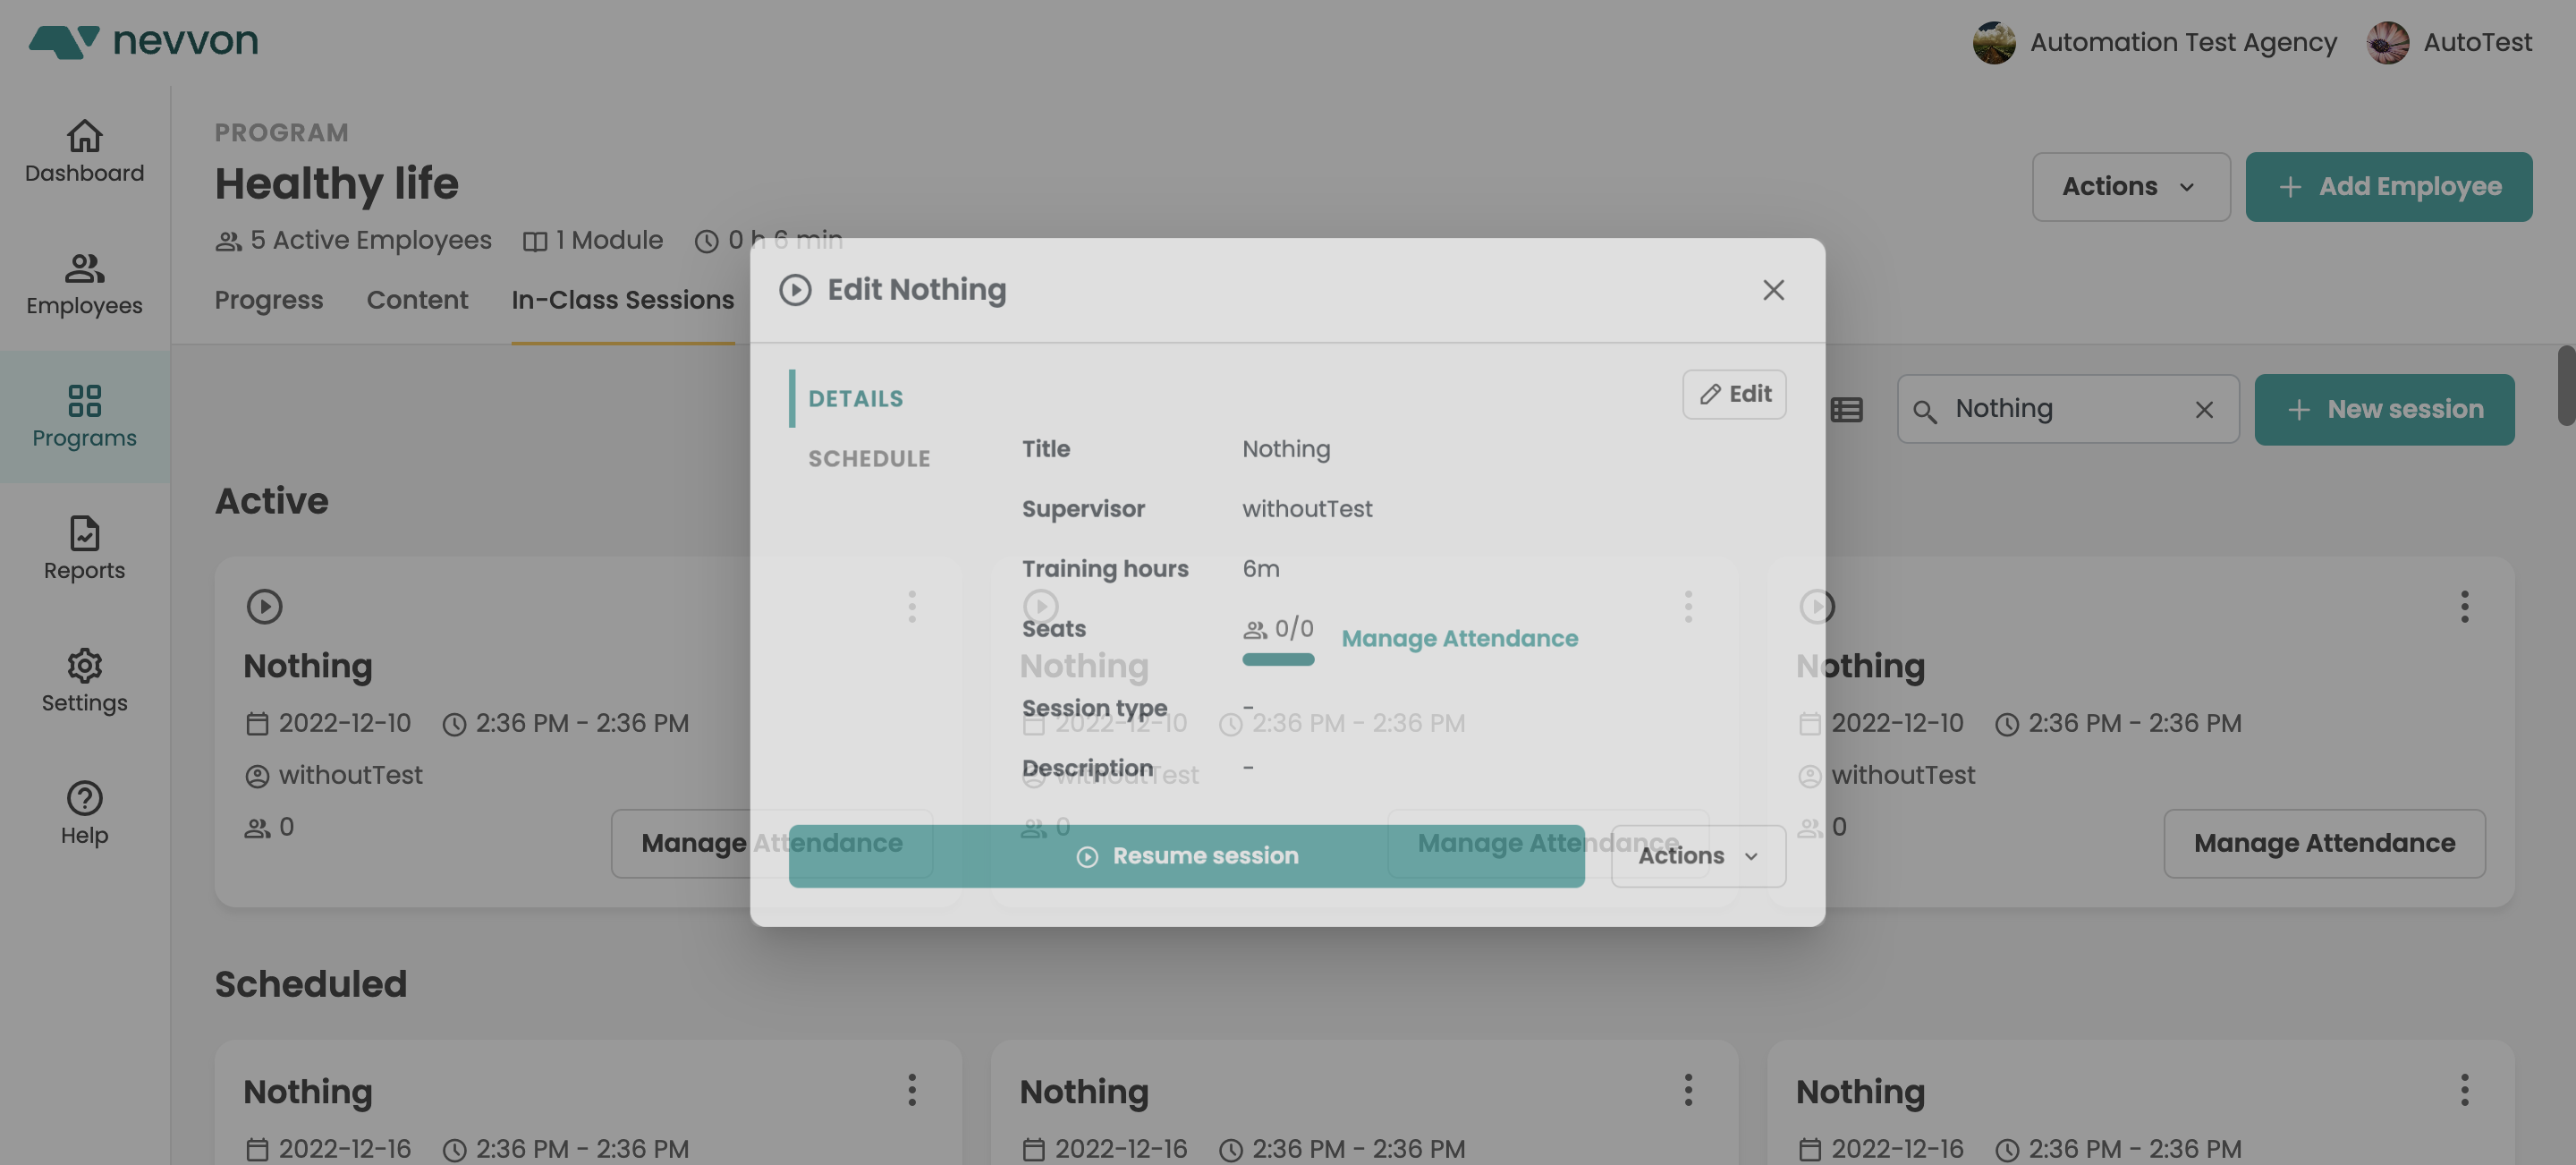 nevvon
Automation Test Agency
AutoTest
Dashboard
Employees
Programs
Reports
Settings
Help
PROGRAM
Healthy life
5 Active Employees 1 Module 0 h 6 min
Actions
Add Employee
Progress Content In-Class Sessions
Nothing
New session
Edit Nothing
DETAILS
SCHEDULE
Edit
Title Nothing
Supervisor withoutTest
Training hours 6m
Seats 0/0 Manage Attendance
Session type -
Description -
Resume session
Actions
Active
Nothing
2022-12-10 2:36 PM - 2:36 PM
withoutTest
0
Manage Attendance
Nothing
2022-12-10 2:36 PM - 2:36 PM
withoutTest
0
Manage Attendance
Nothing
2022-12-10 2:36 PM - 2:36 PM
withoutTest
0
Manage Attendance
Scheduled
Nothing
2022-12-16 2:36 PM - 2:36 PM
Nothing
2022-12-16 2:36 PM - 2:36 PM
Nothing
2022-12-16 2:36 PM - 2:36 PM